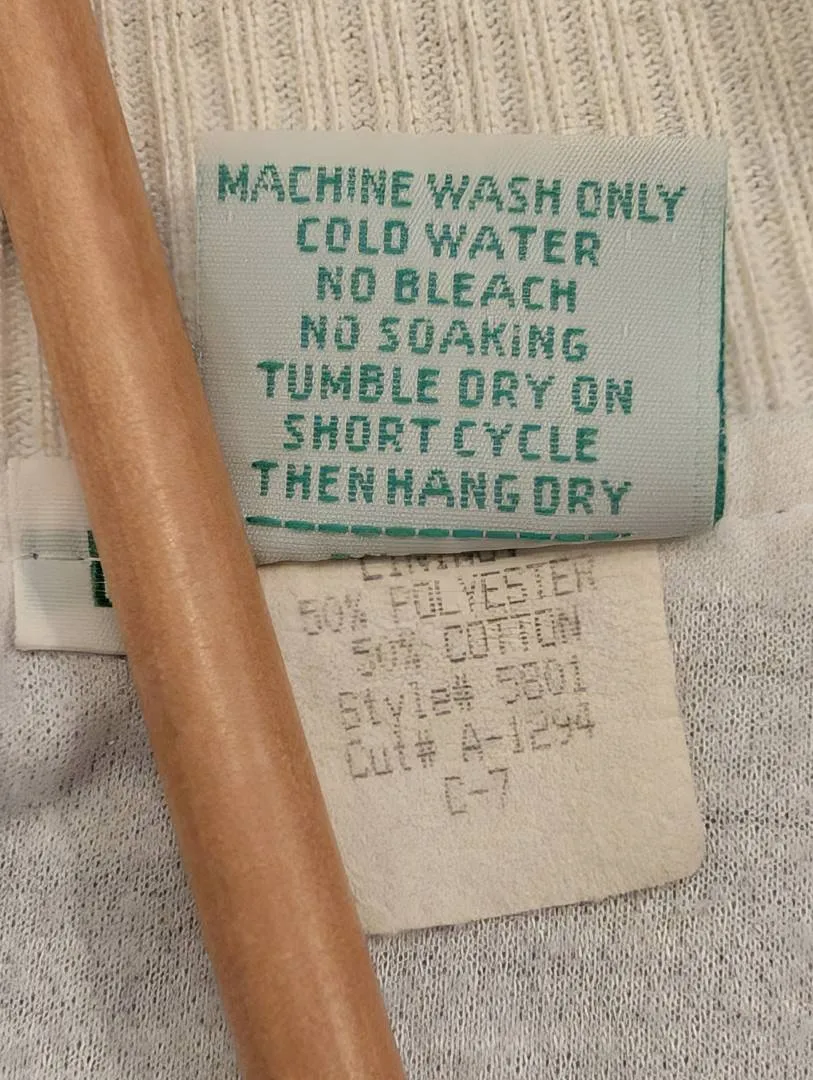 MACHINE WASH ONLY
COLD WATER
NO BLEACH
NO SOAKING
TUMBLE DRY ON
SHORT CYCLE
THEN HANG DRY
50% POLYESTER
50% COTTON
Style# 5801
Cut# A-1294
C-7